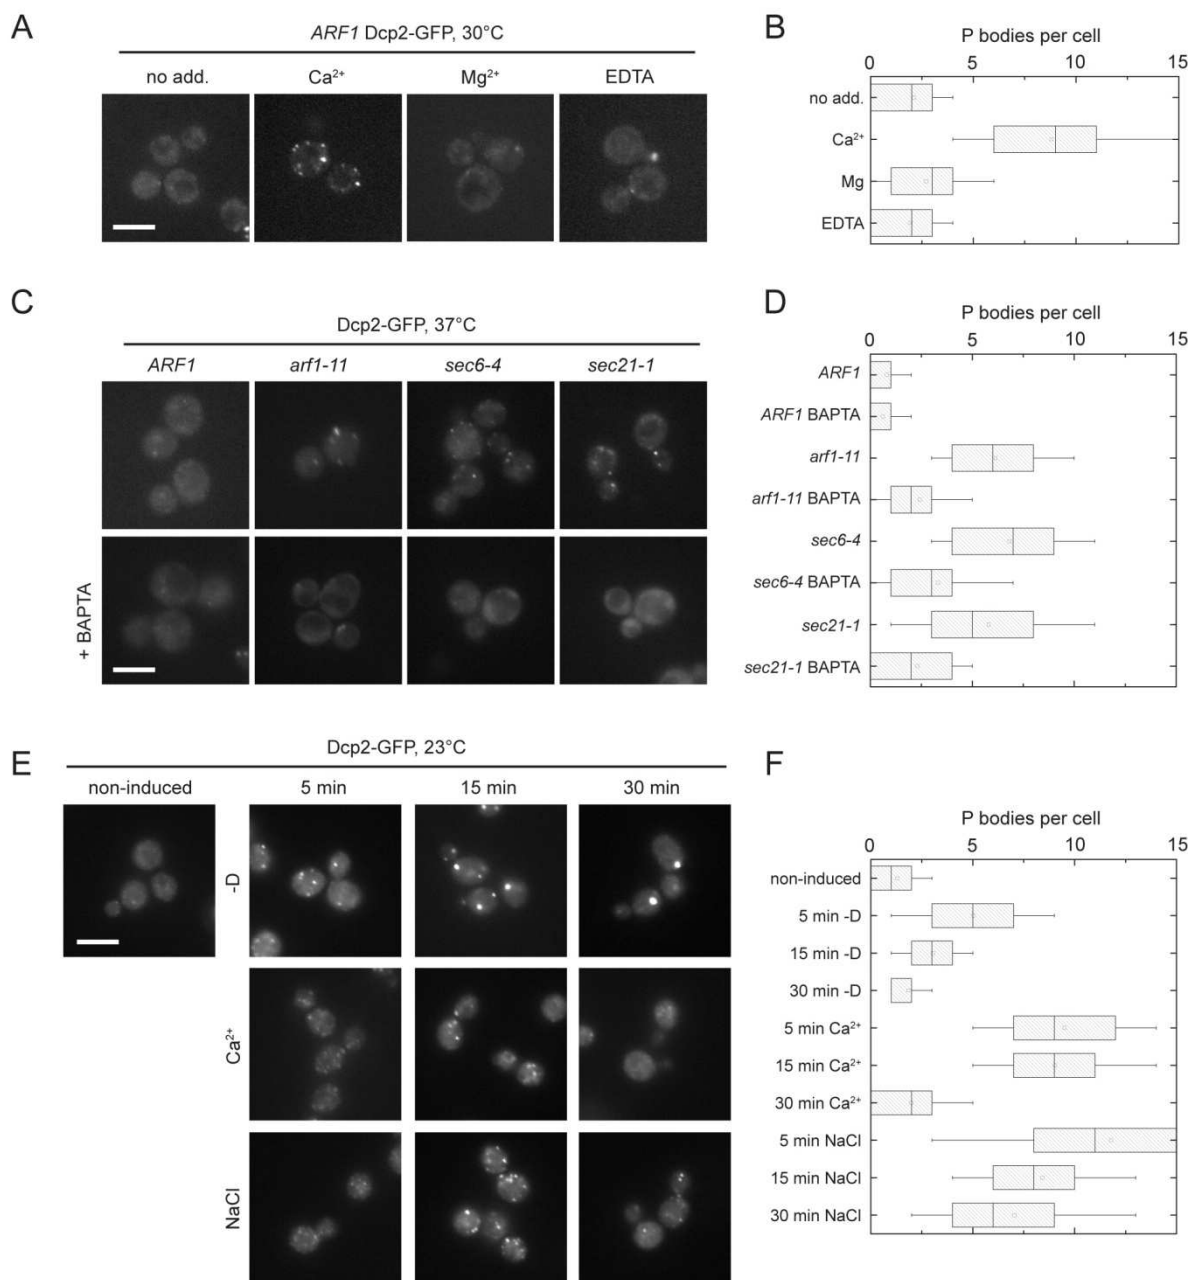 A
ARF1 Dcp2-GFP, 30°C
no add. Ca²⁺ Mg²⁺ EDTA
B
P bodies per cell
0 5 10 15
no add.
Ca²⁺
Mg
EDTA
C
Dcp2-GFP, 37°C
ARF1 arf1-11 sec6-4 sec21-1
+ BAPTA
D
P bodies per cell
0 5 10 15
ARF1
ARF1 BAPTA
arf1-11
arf1-11 BAPTA
sec6-4
sec6-4 BAPTA
sec21-1
sec21-1 BAPTA
E
Dcp2-GFP, 23°C
non-induced 5 min 15 min 30 min
-D
Ca²⁺
NaCl
F
P bodies per cell
0 5 10 15
non-induced
5 min -D
15 min -D
30 min -D
5 min Ca²⁺
15 min Ca²⁺
30 min Ca²⁺
5 min NaCl
15 min NaCl
30 min NaCl